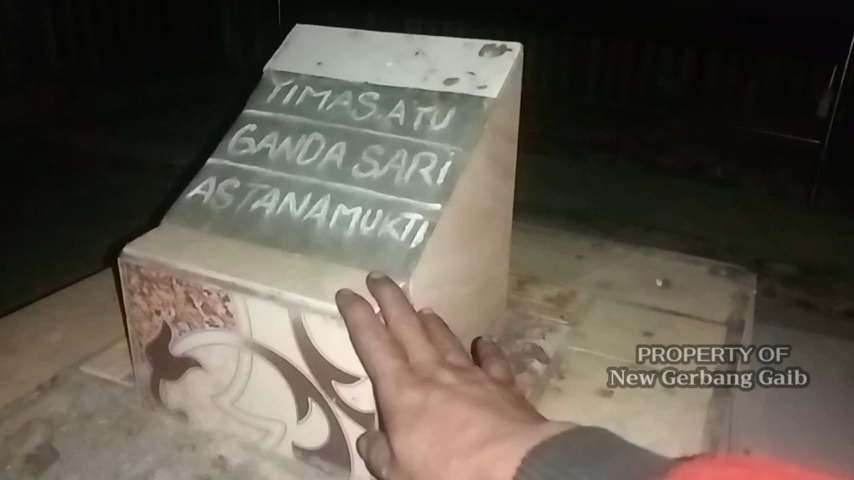 YIMAS ATU
GANDA SARI
ASTANAMUKTI
PROPERTY OF
New Gerbang Gaib